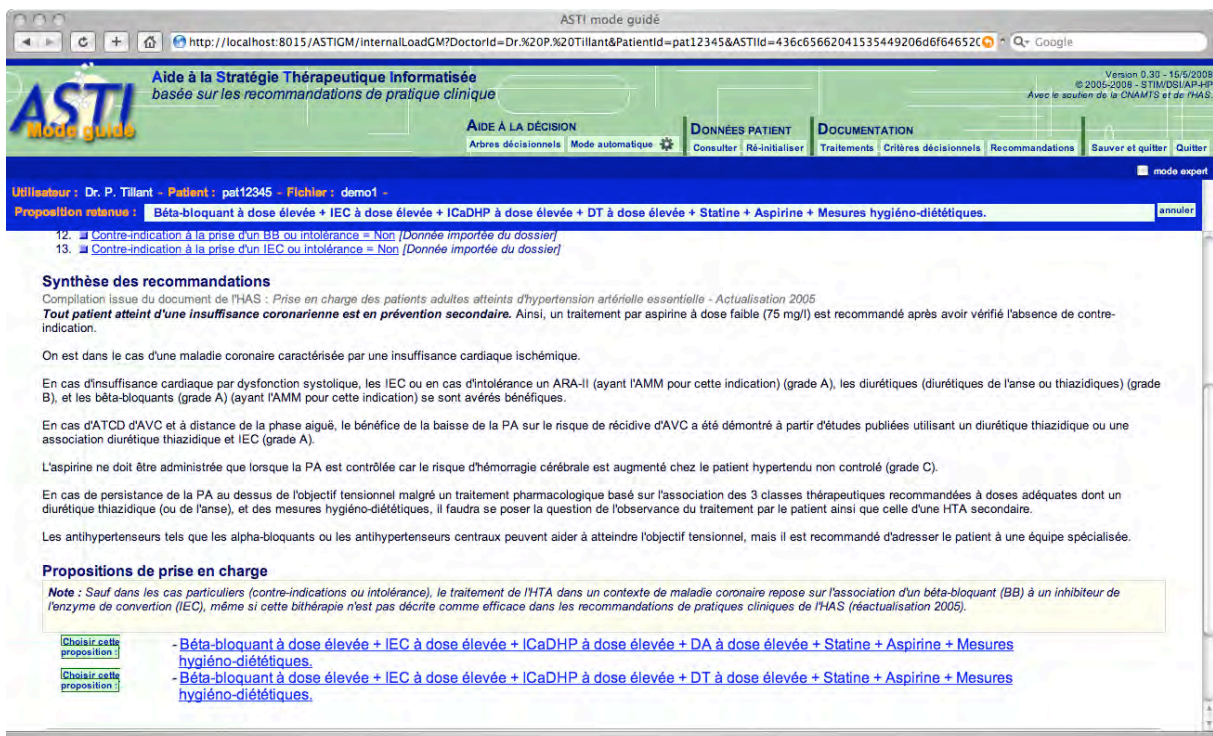 ASTI mode guidé
http://localhost:8015/ASTIGM/internalLoadGM?DoctorId=Dr.%20P.%20Tillant&PatientId=pat12345&ASTIId=436c65662041535449206d6f646520
Google
ASTI
Mode guidé
Aide à la Stratégie Thérapeutique Informatisée
basée sur les recommandations de pratique clinique
Version 0.30 - 15/5/2008
© 2005-2008 - STIM/DSI/AP-HP
Avec le soutien de la CNAMTS et de l'HAS.
AIDE À LA DÉCISION
DONNÉES PATIENT
DOCUMENTATION
Arbres décisionnels Mode automatique
Consulter Ré-initialiser
Traitements Critères décisionnels Recommandations
Sauver et quitter Quitter
mode expert
Utilisateur : Dr. P. Tillant - Patient : pat12345 - Fichier : demo1 -
Proposition retenue : Béta-bloquant à dose élevée + IEC à dose élevée + ICaDHP à dose élevée + DT à dose élevée + Statine + Aspirine + Mesures hygiéno-diététiques. annuler
12. Contre-indication à la prise d'un BB ou intolérance = Non [Donnée importée du dossier]
13. Contre-indication à la prise d'un IEC ou intolérance = Non [Donnée importée du dossier]
Synthèse des recommandations
Compilation issue du document de l'HAS : Prise en charge des patients adultes atteints d'hypertension artérielle essentielle - Actualisation 2005
Tout patient atteint d'une insuffisance coronarienne est en prévention secondaire. Ainsi, un traitement par aspirine à dose faible (75 mg/l) est recommandé après avoir vérifié l'absence de contre-
indication.
On est dans le cas d'une maladie coronaire caractérisée par une insuffisance cardiaque ischémique.
En cas d'insuffisance cardiaque par dysfonction systolique, les IEC ou en cas d'intolérance un ARA-II (ayant l'AMM pour cette indication) (grade A), les diurétiques (diurétiques de l'anse ou thiazidiques) (grade
B), et les bêta-bloquants (grade A) (ayant l'AMM pour cette indication) se sont avérés bénéfiques.
En cas d'ATCD d'AVC et à distance de la phase aiguë, le bénéfice de la baisse de la PA sur le risque de récidive d'AVC a été démontré à partir d'études publiées utilisant un diurétique thiazidique ou une
association diurétique thiazidique et IEC (grade A).
L'aspirine ne doit être administrée que lorsque la PA est contrôlée car le risque d'hémorragie cérébrale est augmenté chez le patient hypertendu non controlé (grade C).
En cas de persistance de la PA au dessus de l'objectif tensionnel malgré un traitement pharmacologique basé sur l'association des 3 classes thérapeutiques recommandées à doses adéquates dont un
diurétique thiazidique (ou de l'anse), et des mesures hygiéno-diététiques, il faudra se poser la question de l'observance du traitement par le patient ainsi que celle d'une HTA secondaire.
Les antihypertenseurs tels que les alpha-bloquants ou les antihypertenseurs centraux peuvent aider à atteindre l'objectif tensionnel, mais il est recommandé d'adresser le patient à une équipe spécialisée.
Propositions de prise en charge
Note : Sauf dans les cas particuliers (contre-indications ou intolérance), le traitement de l'HTA dans un contexte de maladie coronaire repose sur l'association d'un béta-bloquant (BB) à un inhibiteur de
l'enzyme de convertion (IEC), même si cette bithérapie n'est pas décrite comme efficace dans les recommandations de pratiques cliniques de l'HAS (réactualisation 2005).
Choisir cette
proposition :
- Béta-bloquant à dose élevée + IEC à dose élevée + ICaDHP à dose élevée + DA à dose élevée + Statine + Aspirine + Mesures
hygiéno-diététiques.
Choisir cette
proposition :
- Béta-bloquant à dose élevée + IEC à dose élevée + ICaDHP à dose élevée + DT à dose élevée + Statine + Aspirine + Mesures
hygiéno-diététiques.